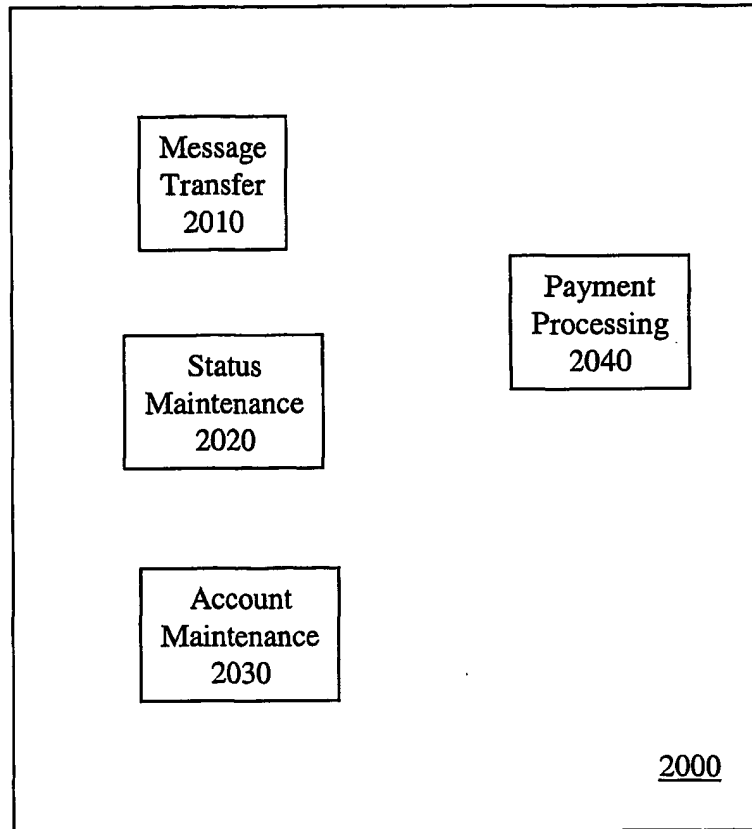 Message
Transfer
2010
Payment
Processing
2040
Status
Maintenance
2020
Account
Maintenance
2030
2000